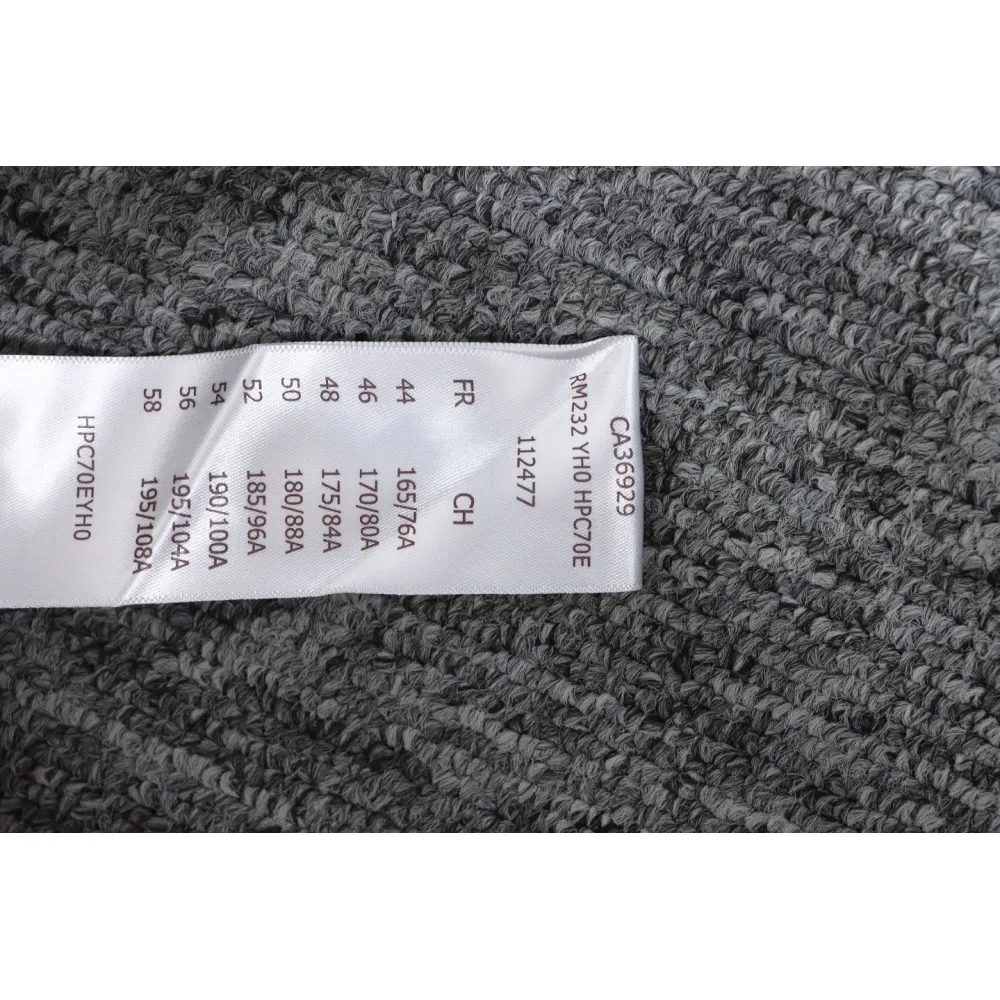 CA36929
RM232 YH0 HPC70E
112477
FR CH
44 165/76A
46 170/80A
48 175/84A
50 180/88A
52 185/96A
54 190/100A
56 195/104A
58 195/108A
HPC70EYH0